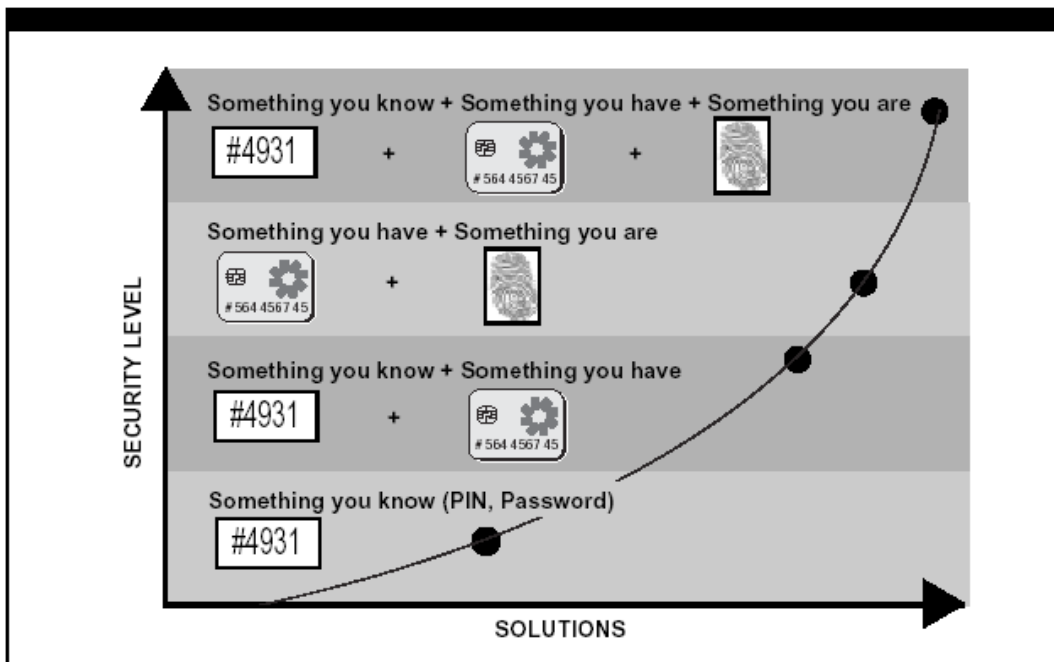 Something you know + Something you have + Something you are
#4931 + # 564 4567 45 +
Something you have + Something you are
# 564 4567 45 +
Something you know + Something you have
#4931 + # 564 4567 45
Something you know (PIN, Password)
#4931
SECURITY LEVEL
SOLUTIONS